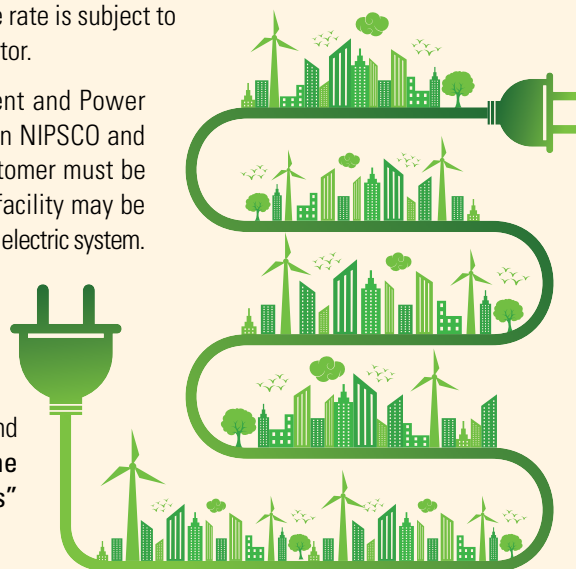 e rate is subject to
tor.
ent and Power
n NIPSCO and
tomer must be
facility may be
electric system.
nd
ne
s”